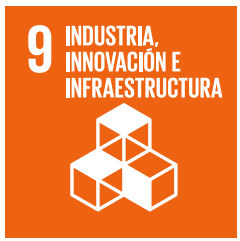 9 INDUSTRIA,
INNOVACIÓN E
INFRAESTRUCTURA